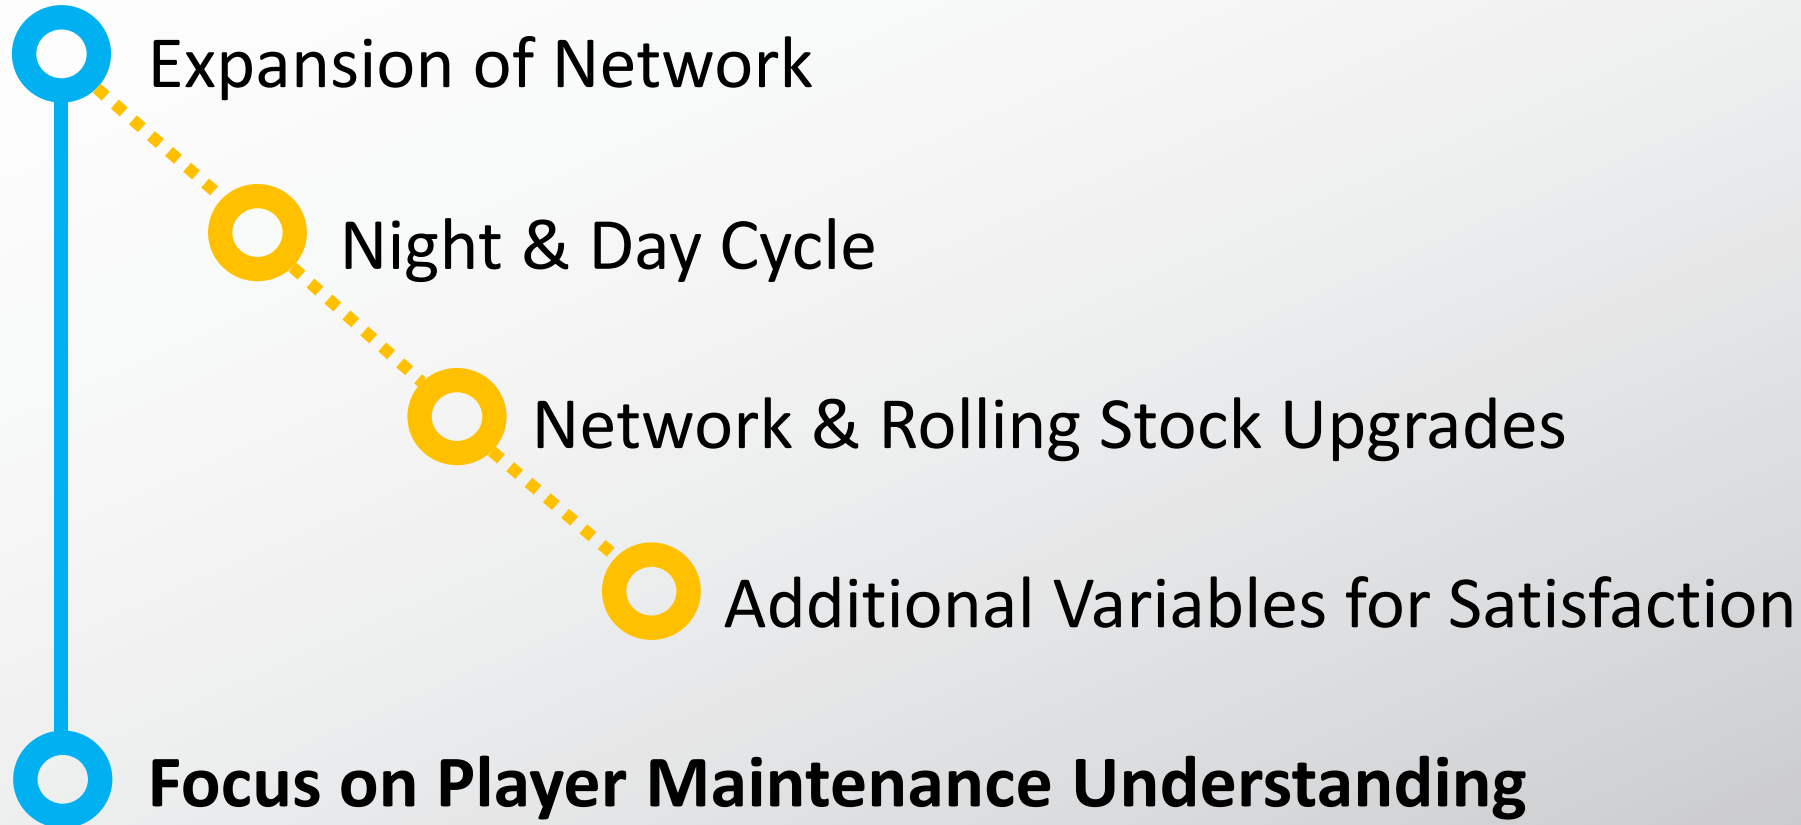 Expansion of Network
Night & Day Cycle
Network & Rolling Stock Upgrades
Additional Variables for Satisfaction
Focus on Player Maintenance Understanding